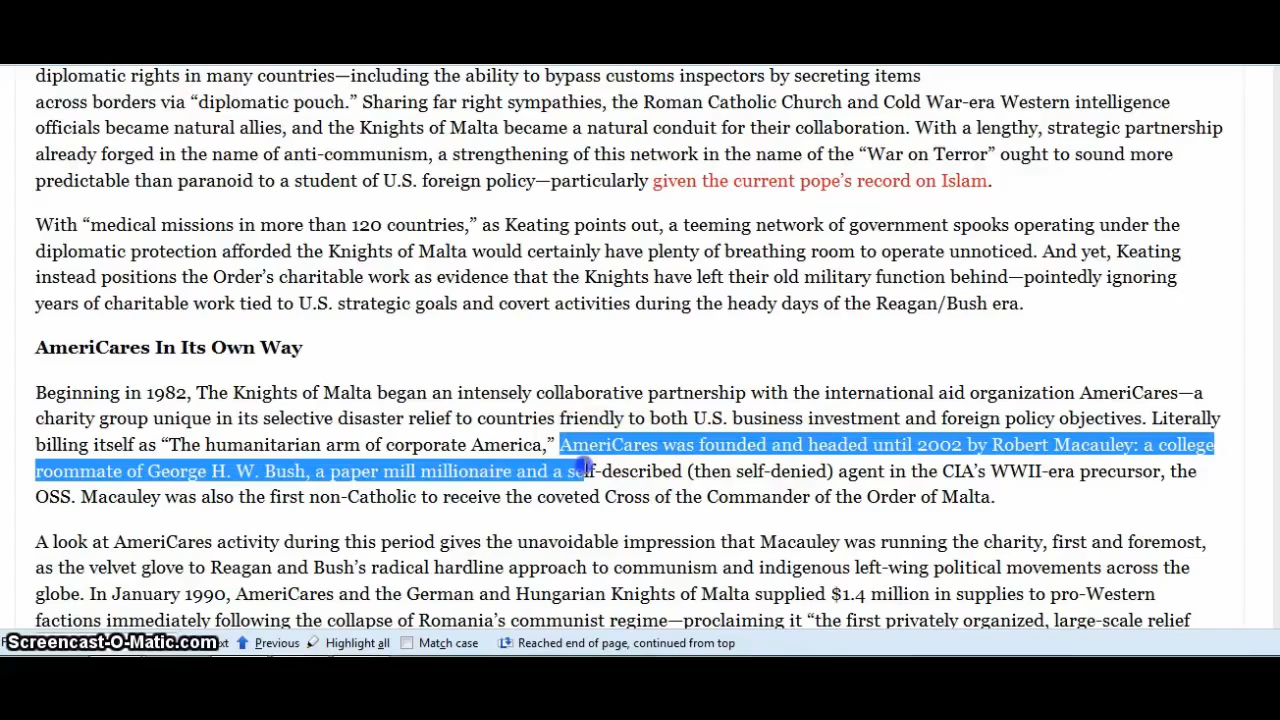 diplomatic rights in many countries—including the ability to bypass customs inspectors by secreting items
across borders via “diplomatic pouch.” Sharing far right sympathies, the Roman Catholic Church and Cold War-era Western intelligence
officials became natural allies, and the Knights of Malta became a natural conduit for their collaboration. With a lengthy, strategic partnership
already forged in the name of anti-communism, a strengthening of this network in the name of the “War on Terror” ought to sound more
predictable than paranoid to a student of U.S. foreign policy—particularly given the current pope’s record on Islam.
With “medical missions in more than 120 countries,” as Keating points out, a teeming network of government spooks operating under the
diplomatic protection afforded the Knights of Malta would certainly have plenty of breathing room to operate unnoticed. And yet, Keating
instead positions the Order’s charitable work as evidence that the Knights have left their old military function behind—pointedly ignoring
years of charitable work tied to U.S. strategic goals and covert activities during the heady days of the Reagan/Bush era.
AmeriCares In Its Own Way
Beginning in 1982, The Knights of Malta began an intensely collaborative partnership with the international aid organization AmeriCares—a
charity group unique in its selective disaster relief to countries friendly to both U.S. business investment and foreign policy objectives. Literally
billing itself as “The humanitarian arm of corporate America,” AmeriCares was founded and headed until 2002 by Robert Macauley: a college
roommate of George H. W. Bush, a paper mill millionaire and a self-described (then self-denied) agent in the CIA’s WWII-era precursor, the
OSS. Macauley was also the first non-Catholic to receive the coveted Cross of the Commander of the Order of Malta.
A look at AmeriCares activity during this period gives the unavoidable impression that Macauley was running the charity, first and foremost,
as the velvet glove to Reagan and Bush’s radical hardline approach to communism and indigenous left-wing political movements across the
globe. In January 1990, AmeriCares and the German and Hungarian Knights of Malta supplied $1.4 million in supplies to pro-Western
factions immediately following the collapse of Romania’s communist regime—proclaiming it “the first privately organized, large-scale relief
Screencast-O-Matic.com Previous Highlight all Match case Reached end of page, continued from top